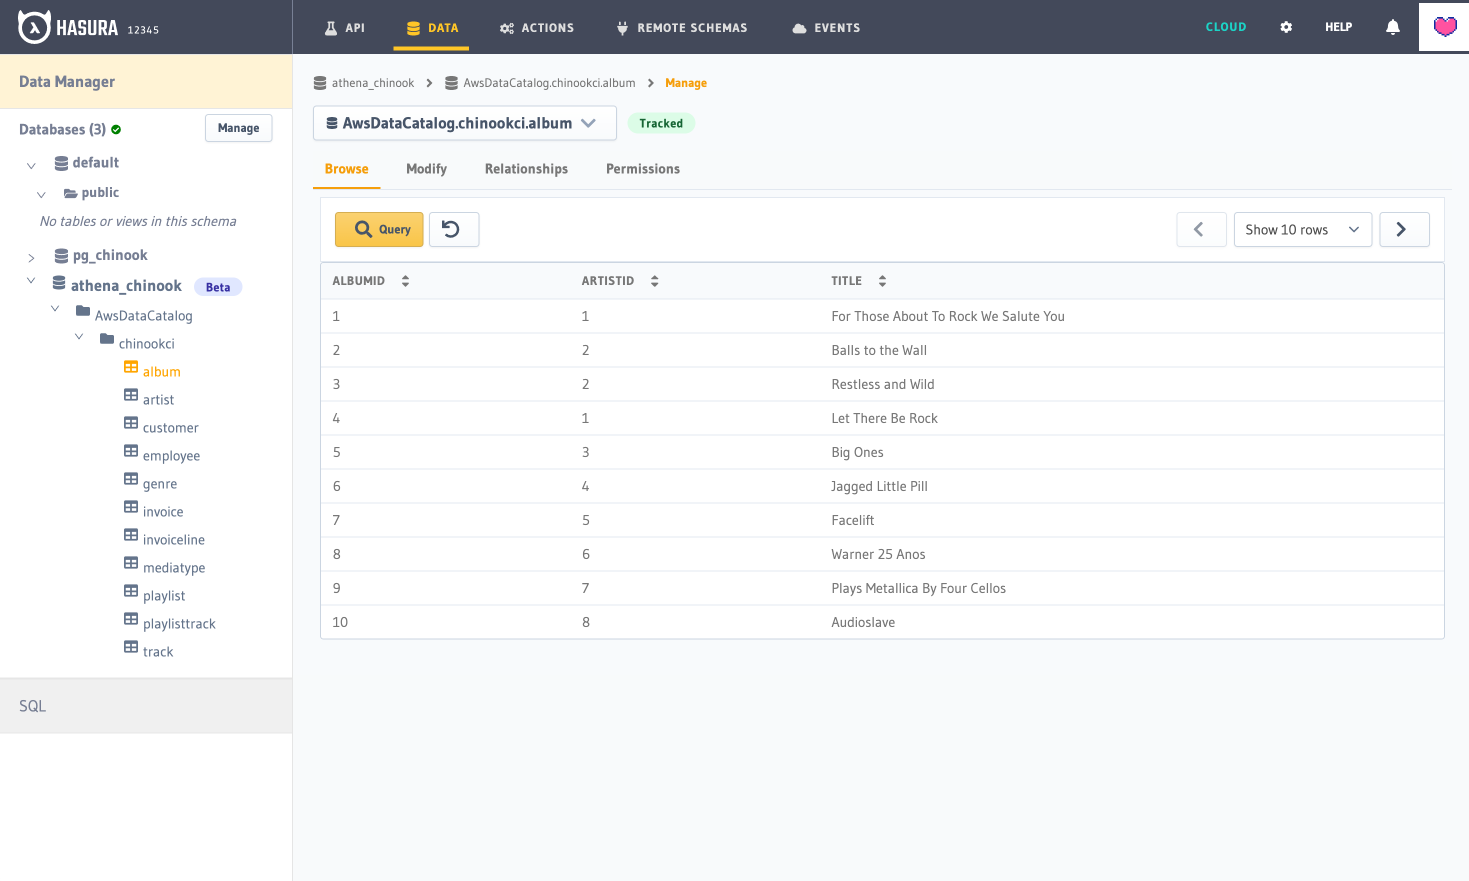 HASURA 12345
API
DATA
ACTIONS
REMOTE SCHEMAS
EVENTS
CLOUD
HELP
Data Manager
Databases (3)
Manage
default
public
No tables or views in this schema
pg_chinook
athena_chinook Beta
AwsDataCatalog
chinookci
album
artist
customer
employee
genre
invoice
invoiceline
mediatype
playlist
playlisttrack
track
SQL
athena_chinook > AwsDataCatalog.chinookci.album > Manage
AwsDataCatalog.chinookci.album Tracked
Browse Modify Relationships Permissions
Query Show 10 rows
ALBUMID ARTISTID TITLE
1 1 For Those About To Rock We Salute You
2 2 Balls to the Wall
3 2 Restless and Wild
4 1 Let There Be Rock
5 3 Big Ones
6 4 Jagged Little Pill
7 5 Facelift
8 6 Warner 25 Anos
9 7 Plays Metallica By Four Cellos
10 8 Audioslave